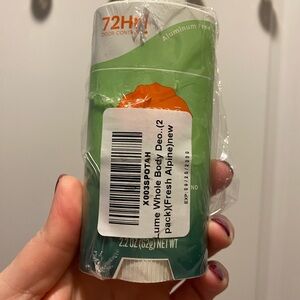 72H
ODOR CONTROL
Aluminum Free
X003SPOTAH
Lume Whole Body Deo..(2
pack)(Fresh Alpine)new
2.2 OZ (62g) NET WT